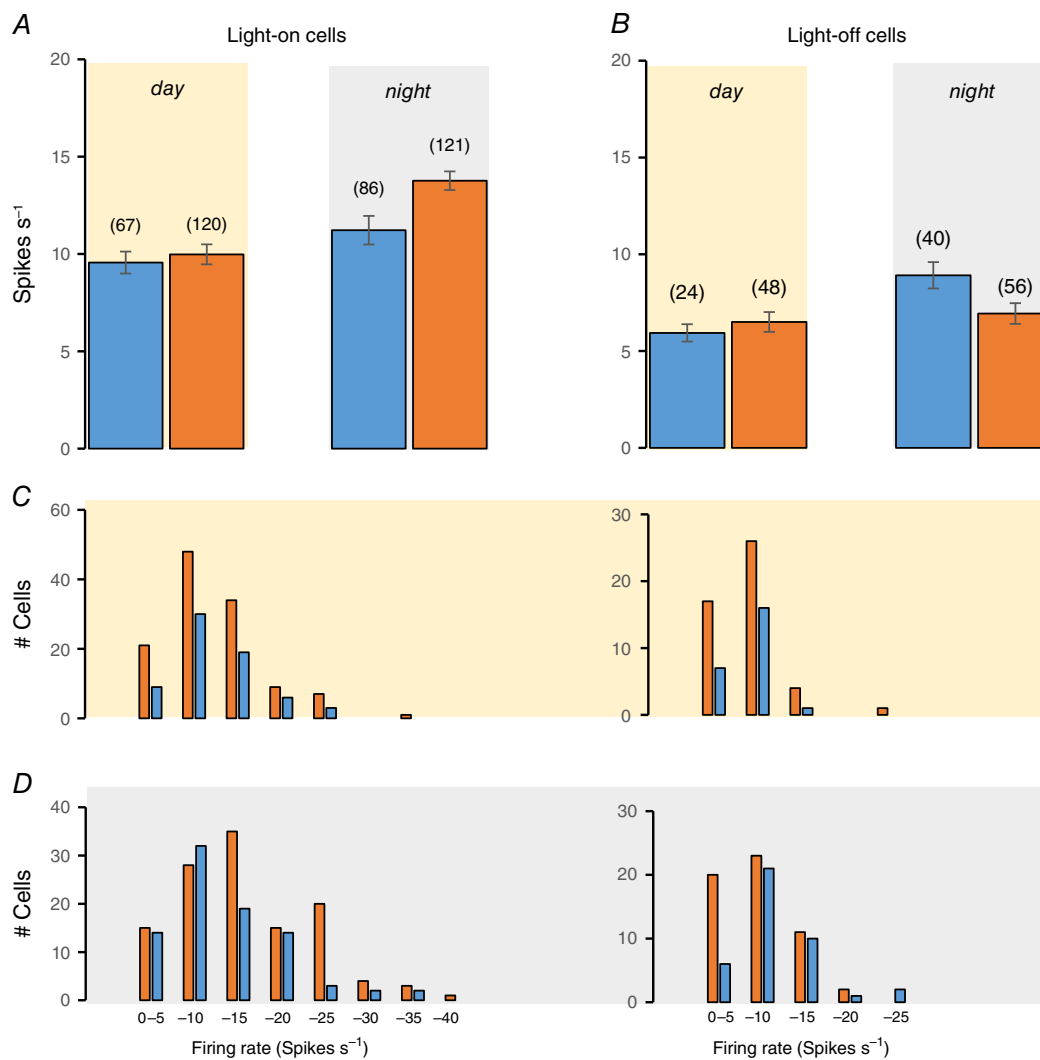 A
Light-on cells
20
15
10
5
0
Spikes s⁻¹
day
night
(67)
(120)
(86)
(121)
B
Light-off cells
20
15
10
5
0
day
night
(24)
(48)
(40)
(56)
C
60
40
20
0
# Cells
30
20
10
0
D
40
30
20
10
0
# Cells
0–5 –10 –15 –20 –25 –30 –35 –40
Firing rate (Spikes s⁻¹)
30
20
10
0
0–5 –10 –15 –20 –25
Firing rate (Spikes s⁻¹)